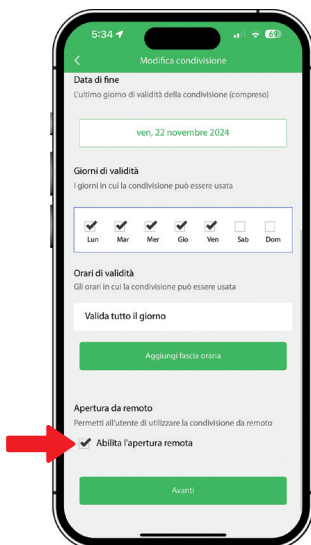 5:34
69
Modifica condivisione
Data di fine
L'ultimo giorno di validità della condivisione (compreso)
ven, 22 novembre 2024
Giorni di validità
I giorni in cui la condivisione può essere usata
Lun Mar Mer Gio Ven Sab Dom
Orari di validità
Gli orari in cui la condivisione può essere usata
Valida tutto il giorno
Aggiungi fascia oraria
Apertura da remoto
Permetti all'utente di utilizzare la condivisione da remoto
Abilita l'apertura remota
Avanti